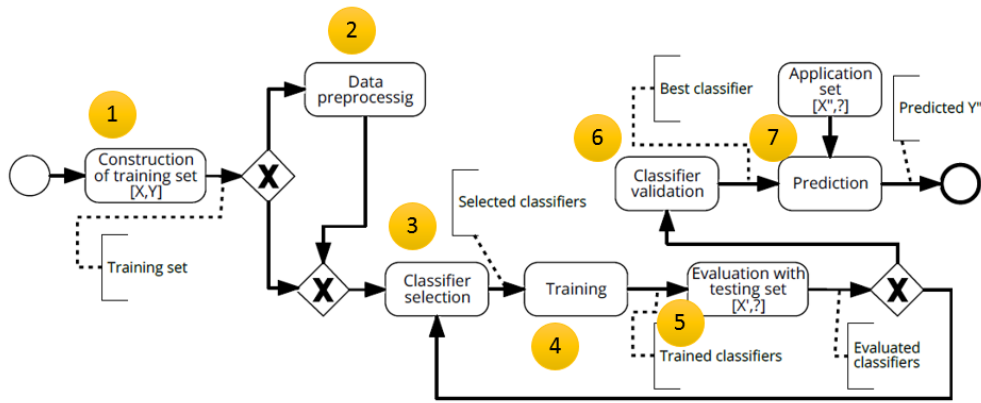 1
Construction
of training set
[X,Y]
Training set
X
2
Data
preprocessig
X
3
Classifier
selection
Selected classifiers
4
Training
Trained classifiers
5
Evaluation with
testing set
[X',?]
Evaluated
classifiers
X
6
Classifier
validation
Best classifier
7
Prediction
Application
set
[X",?]
Predicted Y"